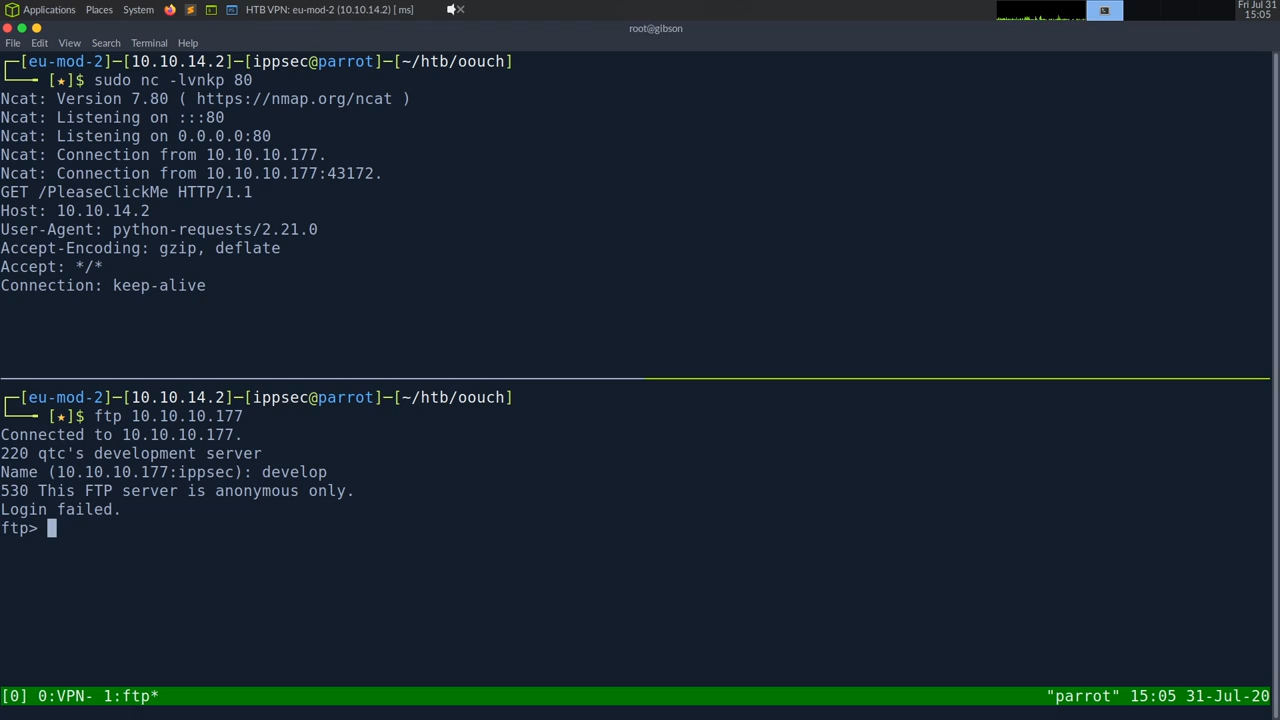 Applications Places System HTB VPN: eu-mod-2 (10.10.14.2) [ ms] Fri Jul 31
15:05
root@gibson
File Edit View Search Terminal Help
┌─[eu-mod-2]─[10.10.14.2]─[ippsec@parrot]─[~/htb/oouch]
└──╼ [★]$ sudo nc -lvnkp 80
Ncat: Version 7.80 ( https://nmap.org/ncat )
Ncat: Listening on :::80
Ncat: Listening on 0.0.0.0:80
Ncat: Connection from 10.10.10.177.
Ncat: Connection from 10.10.10.177:43172.
GET /PleaseClickMe HTTP/1.1
Host: 10.10.14.2
User-Agent: python-requests/2.21.0
Accept-Encoding: gzip, deflate
Accept: */*
Connection: keep-alive
┌─[eu-mod-2]─[10.10.14.2]─[ippsec@parrot]─[~/htb/oouch]
└──╼ [★]$ ftp 10.10.10.177
Connected to 10.10.10.177.
220 qtc's development server
Name (10.10.10.177:ippsec): develop
530 This FTP server is anonymous only.
Login failed.
ftp>
[0] 0:VPN- 1:ftp* "parrot" 15:05 31-Jul-20